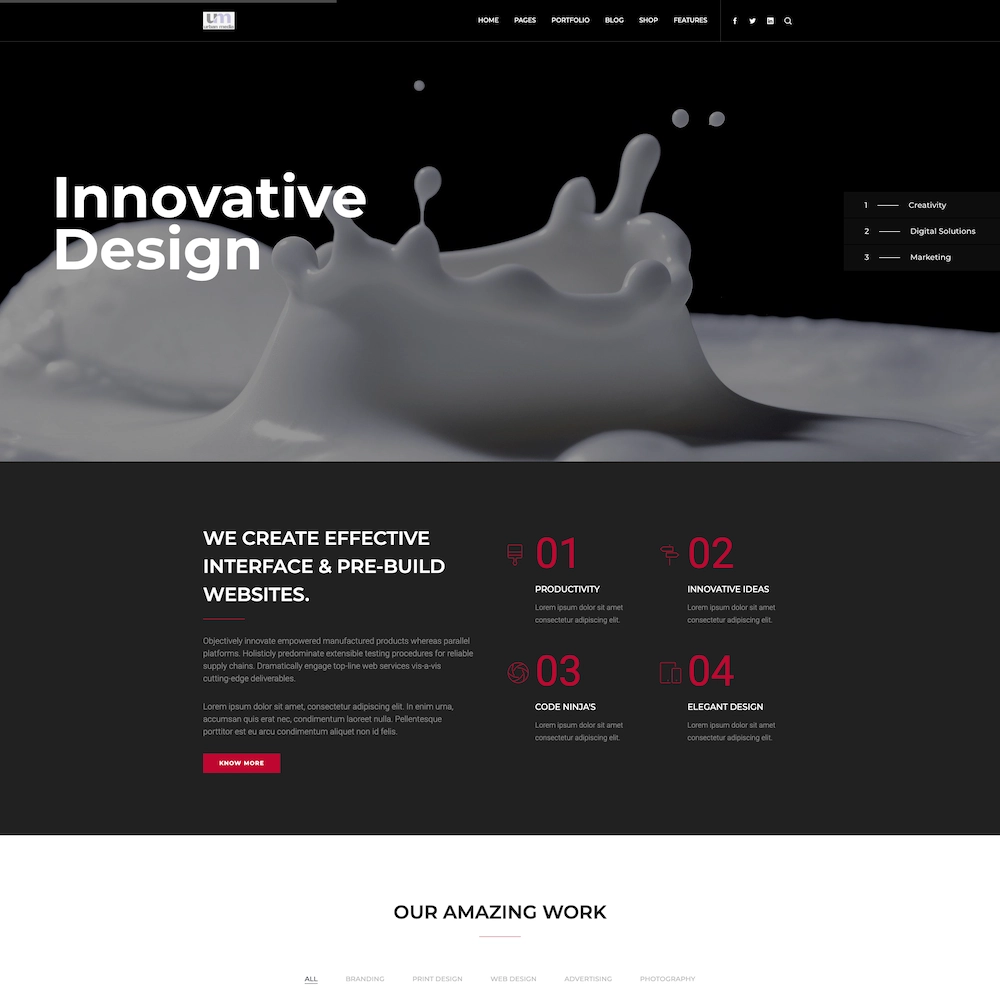 um
HOME PAGES PORTFOLIO BLOG SHOP FEATURES
Innovative
Design
1 Creativity
2 Digital Solutions
3 Marketing
WE CREATE EFFECTIVE
INTERFACE & PRE-BUILD
WEBSITES.
Objectively innovate empowered manufactured products whereas parallel
platforms. Holisticly predominate extensible testing procedures for reliable
supply chains. Dramatically engage top-line web services vis-a-vis
cutting-edge deliverables.
Lorem ipsum dolor sit amet, consectetur adipiscing elit. In enim urna,
accumsan quis erat nec, condimentum laoreet nulla. Pellentesque
porttitor est eu arcu condimentum aliquet non id felis.
KNOW MORE
01
PRODUCTIVITY
Lorem ipsum dolor sit amet
consectetur adipiscing elit.
02
INNOVATIVE IDEAS
Lorem ipsum dolor sit amet
consectetur adipiscing elit.
03
CODE NINJA'S
Lorem ipsum dolor sit amet
consectetur adipiscing elit.
04
ELEGANT DESIGN
Lorem ipsum dolor sit amet
consectetur adipiscing elit.
OUR AMAZING WORK
ALL BRANDING PRINT DESIGN WEB DESIGN ADVERTISING PHOTOGRAPHY